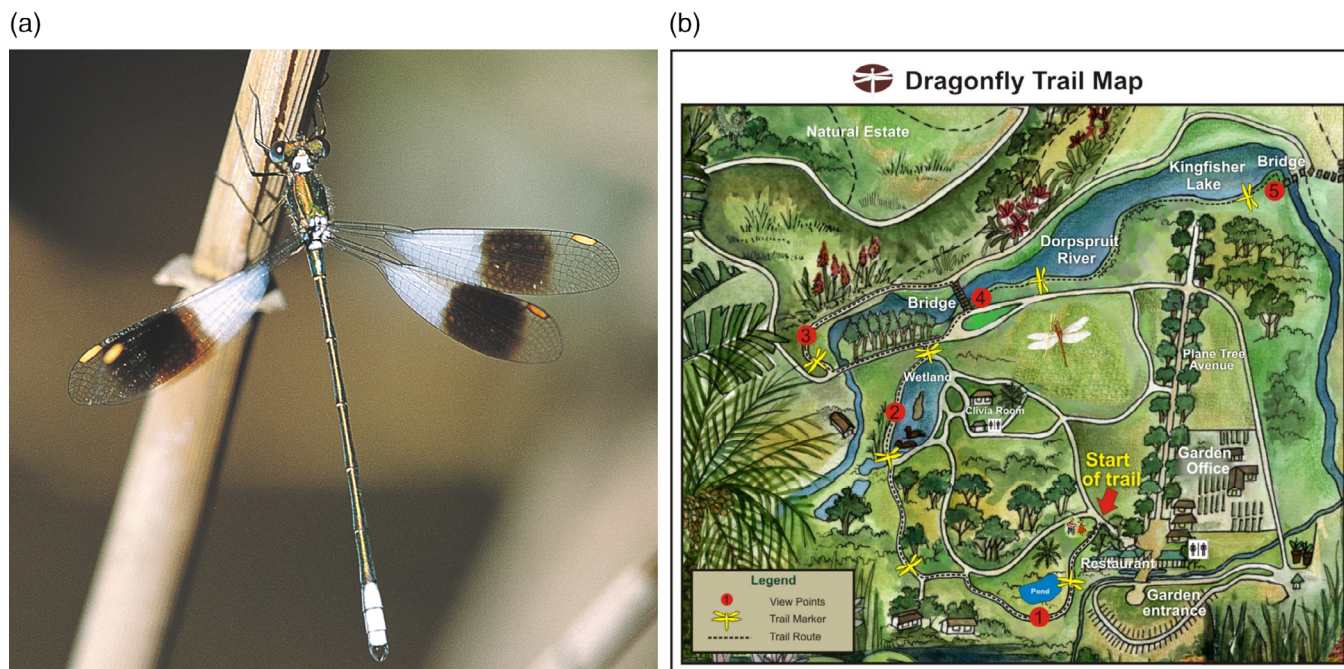 (a)
(b)
Dragonfly Trail Map
Natural Estate
Kingfisher
Lake
Bridge
5
Dorpspruit
River
Bridge
4
3
Plane Tree
Avenue
Wetland
2
Clivia Room
Start
of trail
Garden
Office
Restaurant
Pond
1
Garden
entrance
Legend
1 View Points
Trail Marker
Trail Route